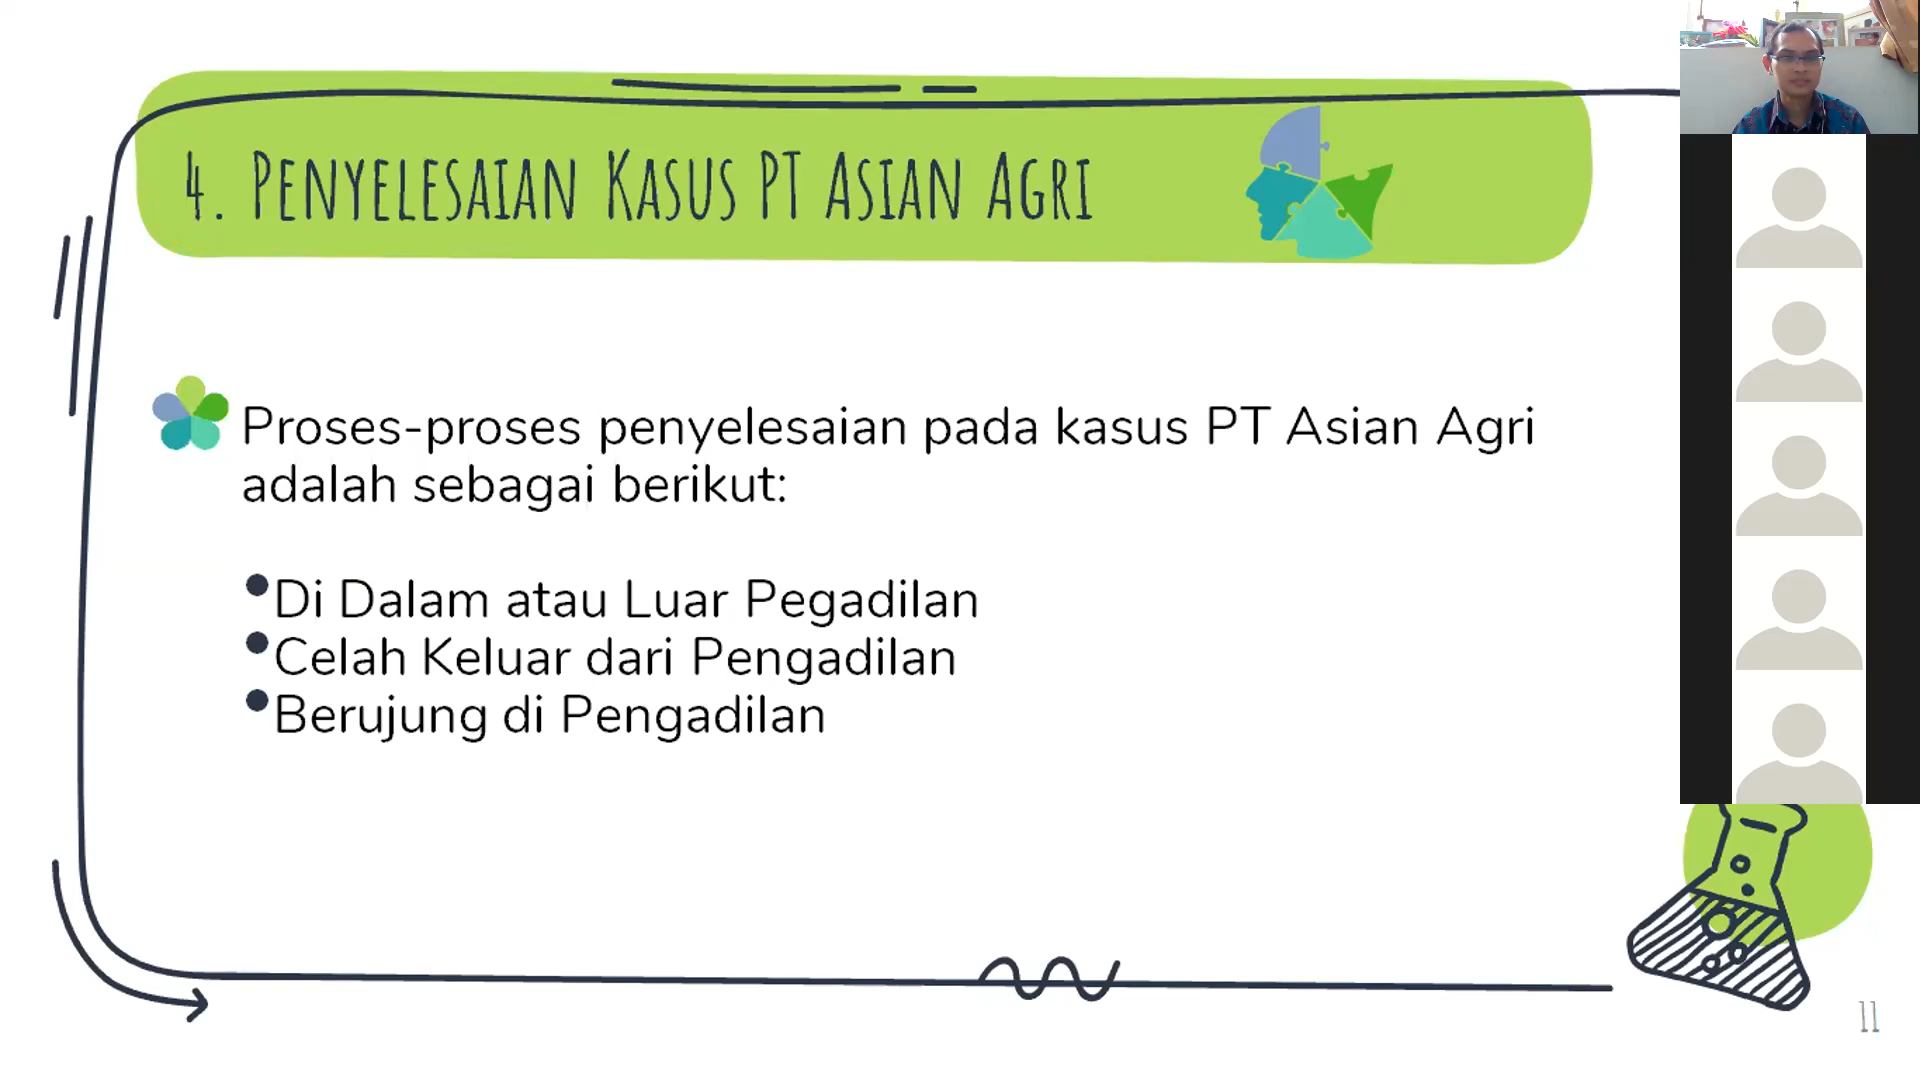 4. Penyelesaian Kasus PT Asian Agri
Proses-proses penyelesaian pada kasus PT Asian Agri
adalah sebagai berikut:
•Di Dalam atau Luar Pegadilan
•Celah Keluar dari Pengadilan
•Berujung di Pengadilan
11